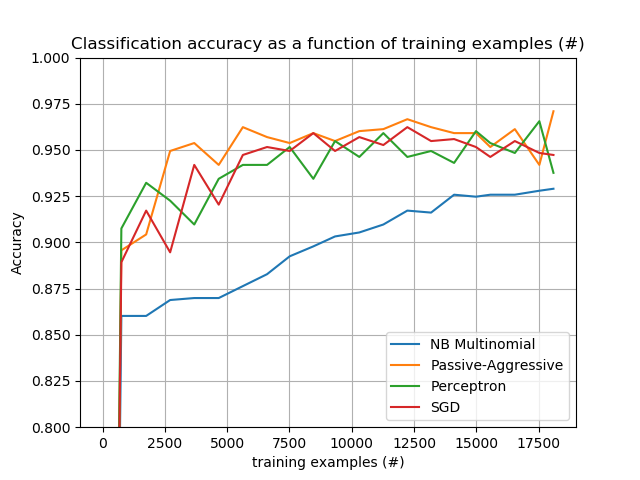 Classification accuracy as a function of training examples (#)
1.000
0.975
0.950
0.925
0.900
0.875
0.850
0.825
0.800
Accuracy
NB Multinomial
Passive-Aggressive
Perceptron
SGD
0 2500 5000 7500 10000 12500 15000 17500
training examples (#)